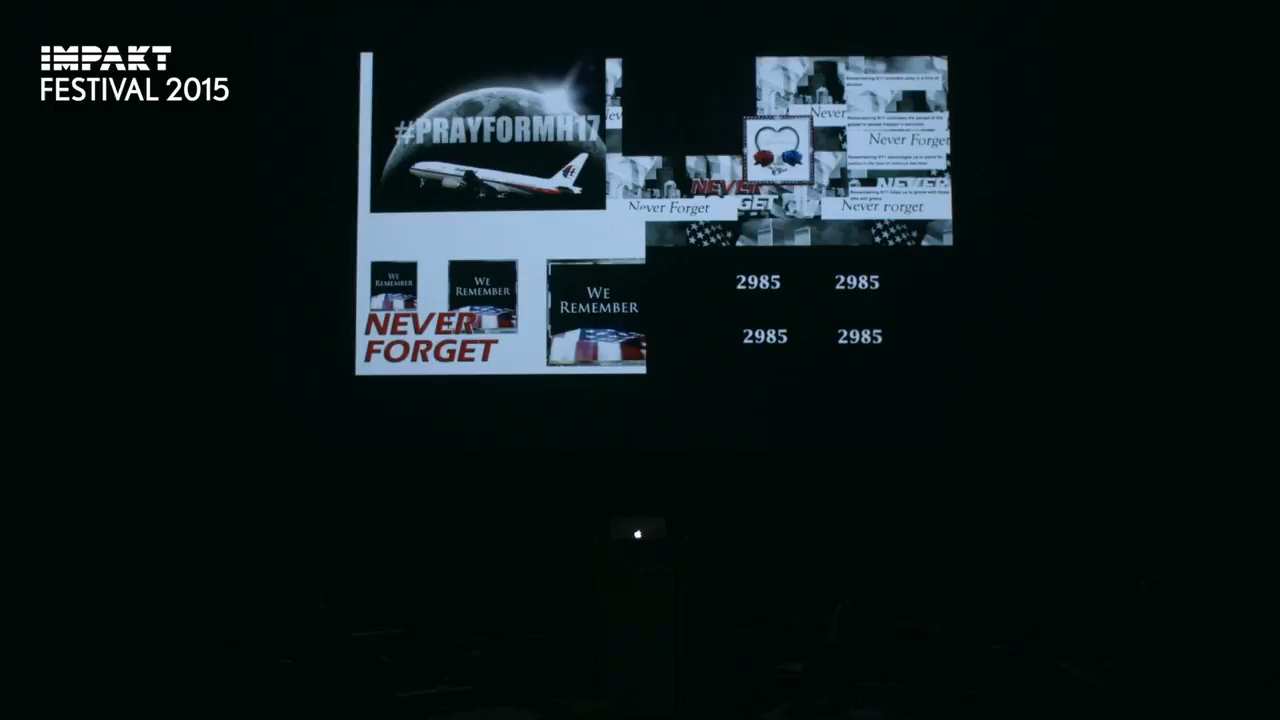 IMPAKT
FESTIVAL 2015
#PRAYFORMH17
Never
Never Forget
NEVER
GET
Never Forget
NEVER
Never Forget
WE
REMEMBER
WE
REMEMBER
WE
REMEMBER
NEVER
FORGET
2985 2985
2985 2985